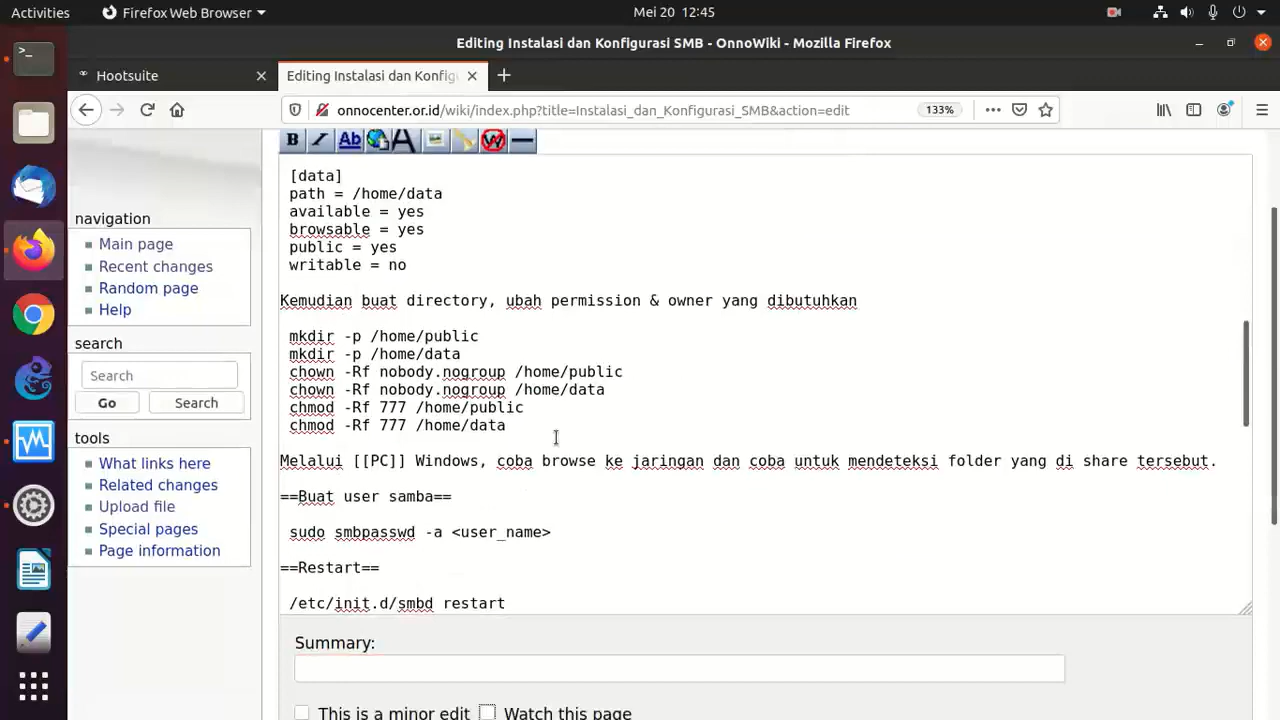 Activities
Firefox Web Browser
Mei 20 12:45
Editing Instalasi dan Konfigurasi SMB - OnnoWiki - Mozilla Firefox
Hootsuite
Editing Instalasi dan Konfig
onnocenter.or.id/wiki/index.php?title=Instalasi_dan_Konfigurasi_SMB&action=edit
133%
navigation
Main page
Recent changes
Random page
Help
search
Search
Go
Search
tools
What links here
Related changes
Upload file
Special pages
Page information
B I Ab A W
[data]
path = /home/data
available = yes
browsable = yes
public = yes
writable = no
Kemudian buat directory, ubah permission & owner yang dibutuhkan
mkdir -p /home/public
mkdir -p /home/data
chown -Rf nobody.nogroup /home/public
chown -Rf nobody.nogroup /home/data
chmod -Rf 777 /home/public
chmod -Rf 777 /home/data
Melalui [[PC]] Windows, coba browse ke jaringan dan coba untuk mendeteksi folder yang di share tersebut.
==Buat user samba==
sudo smbpasswd -a <user_name>
==Restart==
/etc/init.d/smbd restart
Summary:
This is a minor edit
Watch this page